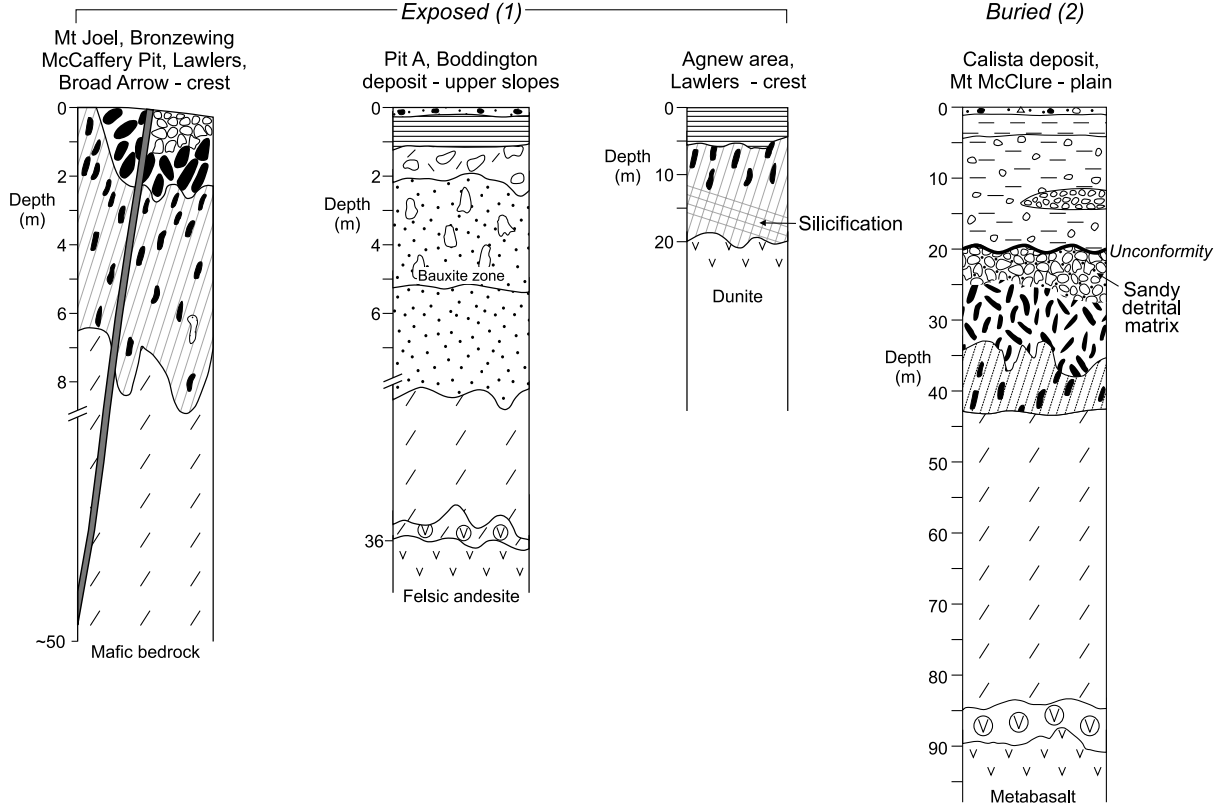 Exposed (1)
Buried (2)
Mt Joel, Bronzewing
McCaffery Pit, Lawlers,
Broad Arrow - crest
0
2
Depth
(m)
4
6
8
~50
Mafic bedrock
Pit A, Boddington
deposit - upper slopes
0
2
Depth
(m)
4
Bauxite zone
6
36
Felsic andesite
Agnew area,
Lawlers - crest
0
Depth
(m)
10
20
Silicification
Dunite
Calista deposit,
Mt McClure - plain
0
10
20
Unconformity
Sandy
detrital
matrix
30
Depth
(m)
40
50
60
70
80
90
Metabasalt